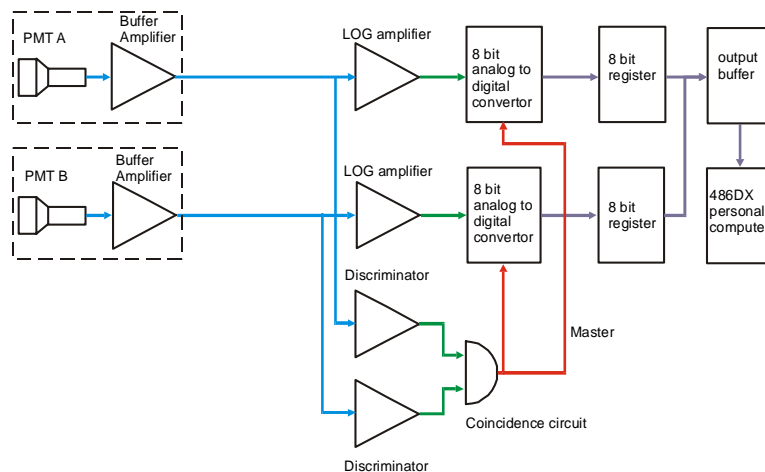 PMT A
Buffer
Amplifier
LOG amplifier
8 bit
analog to
digital
convertor
8 bit
register
output
buffer
PMT B
Buffer
Amplifier
LOG amplifier
8 bit
analog to
digital
convertor
8 bit
register
486DX
personal
compute
Discriminator
Master
Coincidence circuit
Discriminator